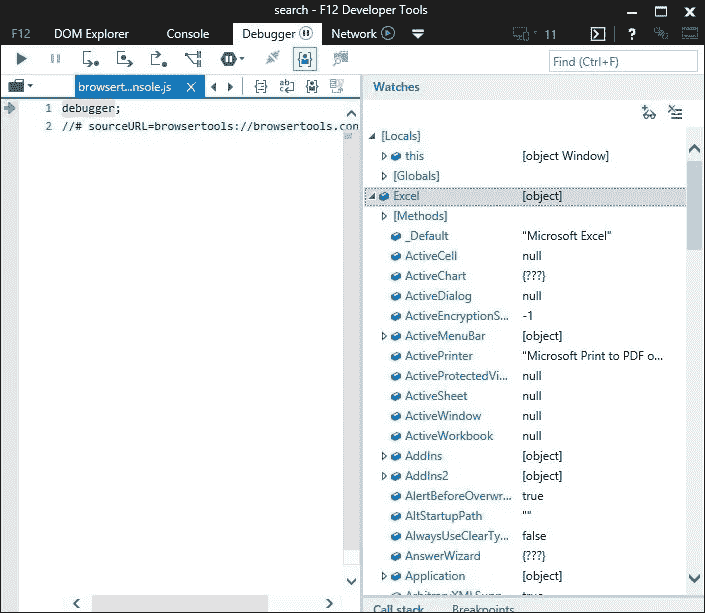 search - F12 Developer Tools
F12 DOM Explorer Console Debugger Network 11 ?
Find (Ctrl+F)
browsert...nsole.js X
1 debugger;
2 //# sourceURL=browsertools://browsertools.con
Watches
[Locals]
this [object Window]
[Globals]
Excel [object]
[Methods]
_Default "Microsoft Excel"
ActiveCell null
ActiveChart {???}
ActiveDialog null
ActiveEncryptionS... -1
ActiveMenuBar [object]
ActivePrinter "Microsoft Print to PDF o...
ActiveProtectedVi... null
ActiveSheet null
ActiveWindow null
ActiveWorkbook null
AddIns [object]
AddIns2 [object]
AlertBeforeOverwr... true
AltStartupPath ""
AlwaysUseClearTy... false
AnswerWizard {???}
Application [object]
Call stack Breakpoints